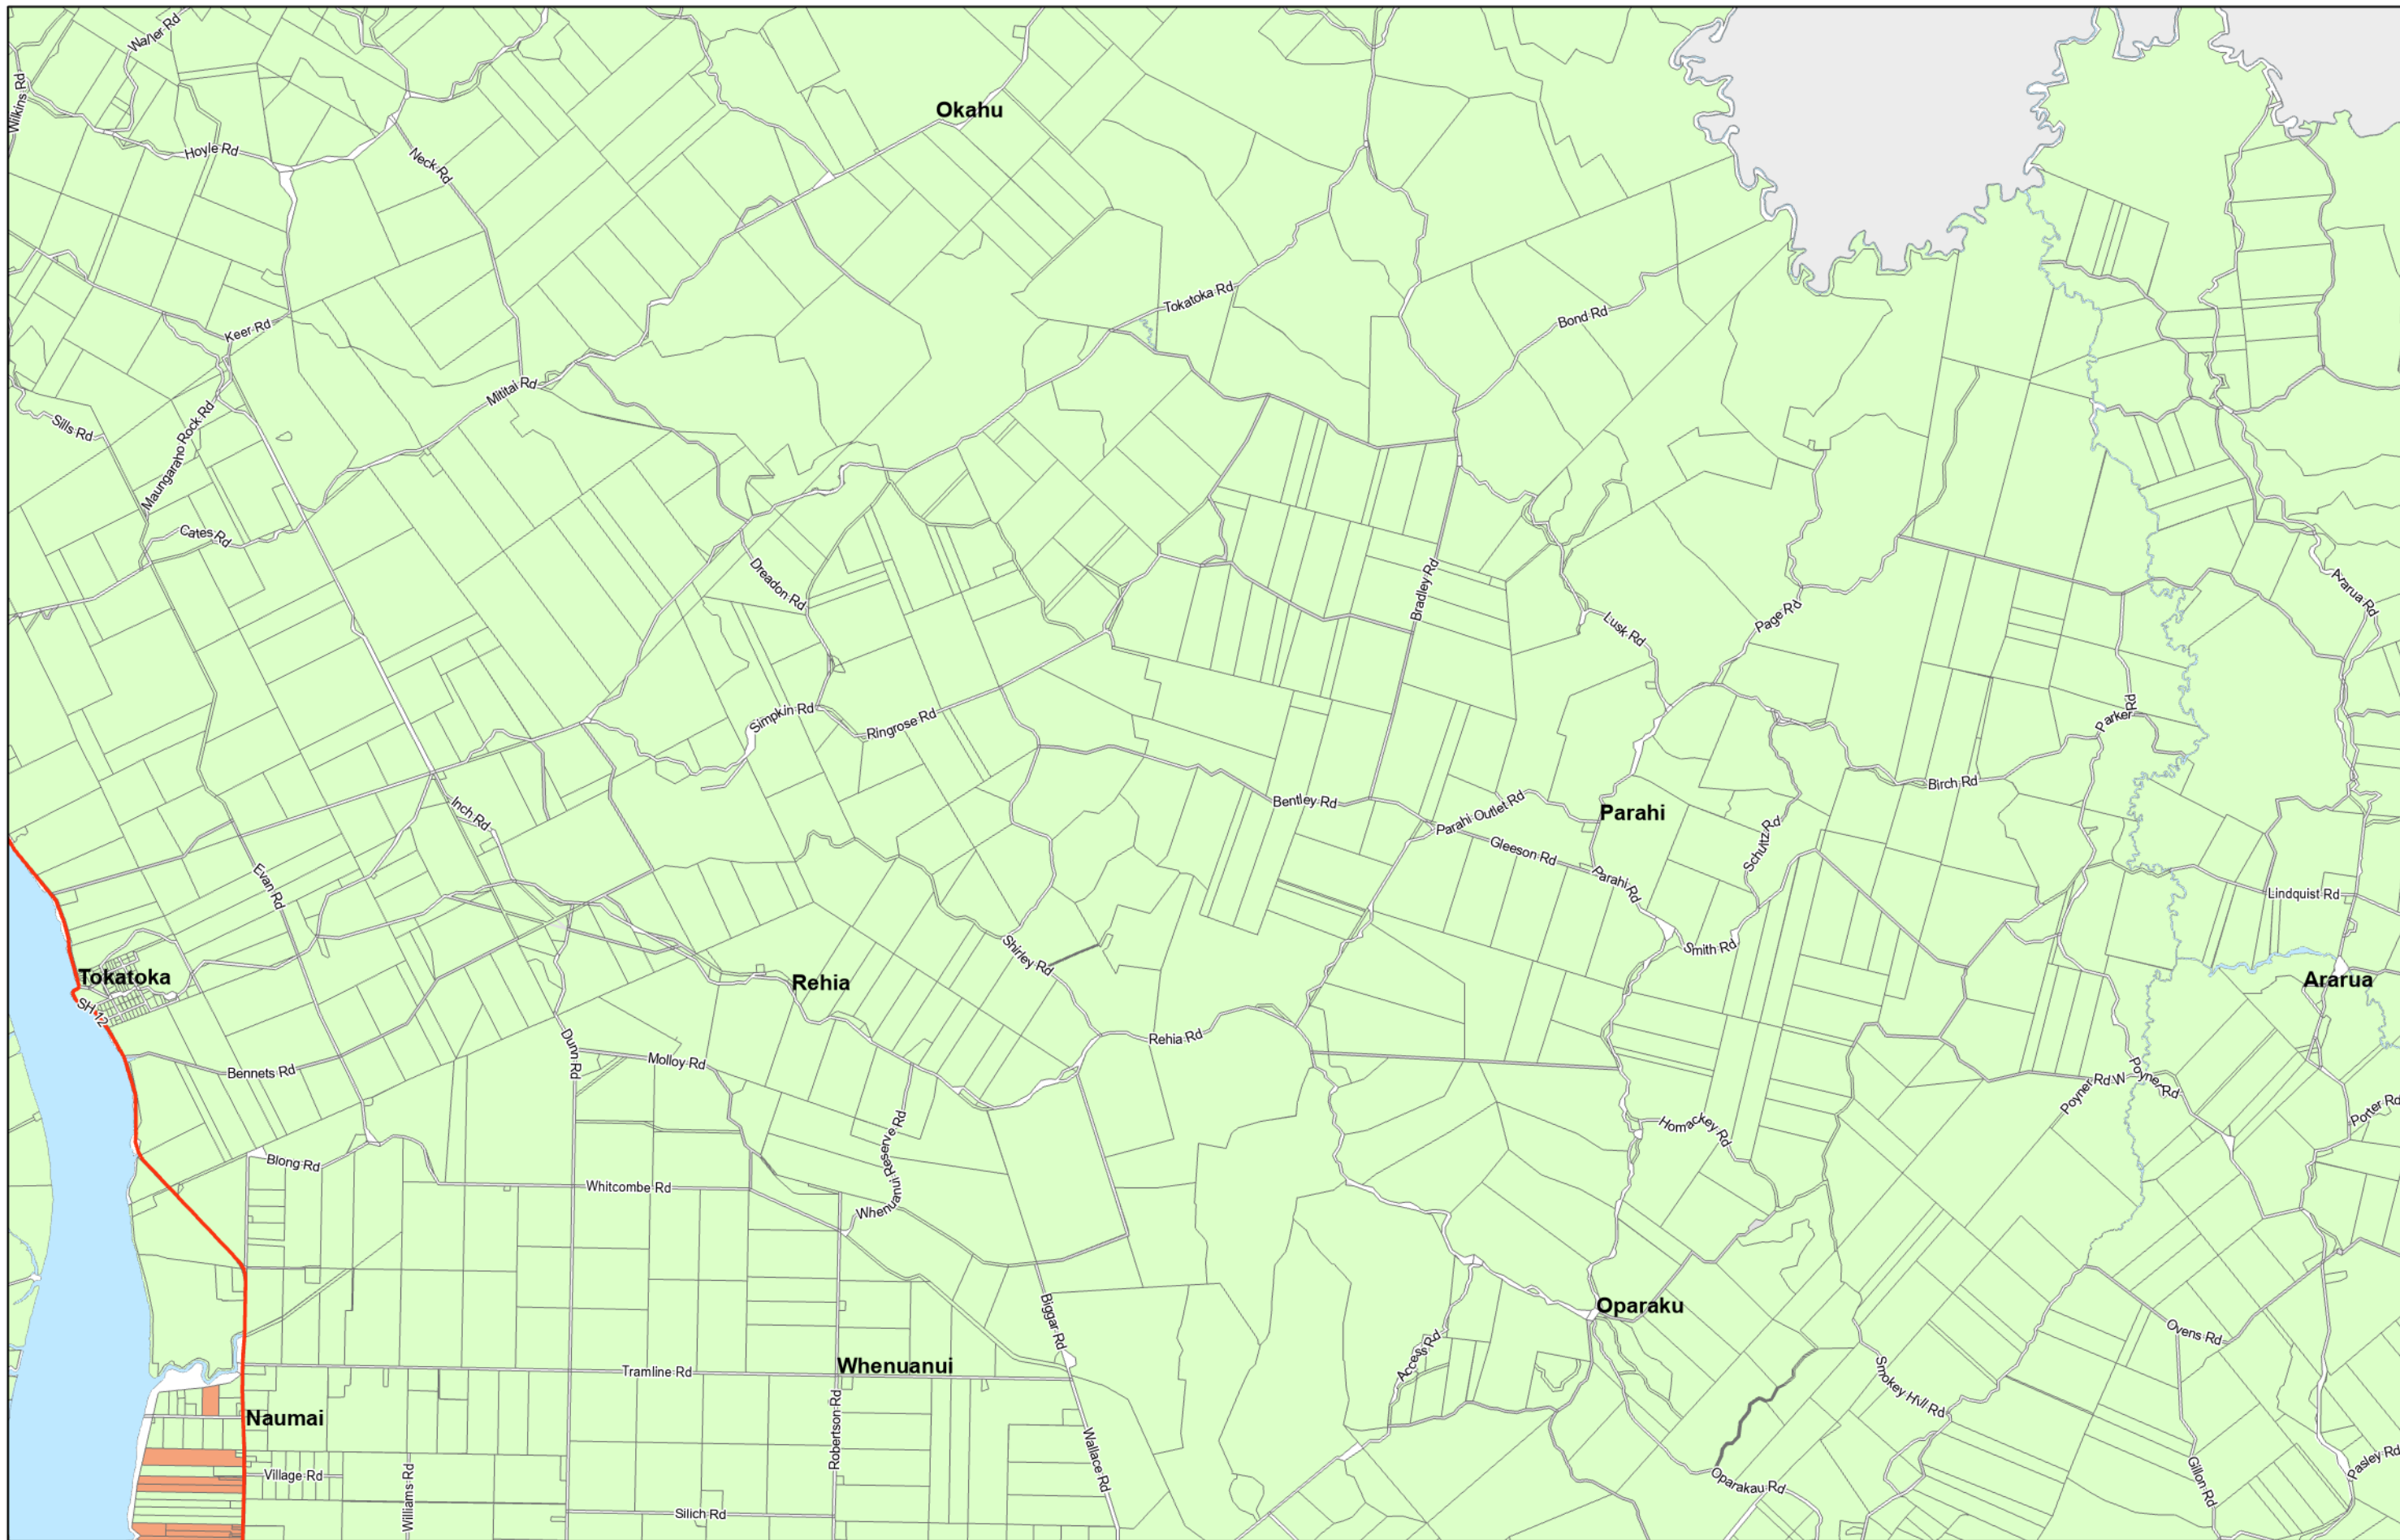 Waller Rd
Okahu
Wilkins Rd
Hoyle Rd
Neck Rd
Tokatoka Rd
Bond Rd
Keer Rd
Mititai Rd
Sills Rd
Maungaraho Rock Rd
Cates Rd
Dreadon Rd
Bradley Rd
Ararua Rd
Lusk Rd
Page Rd
Simpkin Rd
Ringrose Rd
Parker Rd
Birch Rd
Bentley Rd
Parahi Outlet Rd
Parahi
Inch Rd
Schultz Rd
Gleeson Rd
Evan Rd
Parahi Rd
Lindquist Rd
Shirley Rd
Smith Rd
Tokatoka
Rehia
Ararua
SH 12
Dunn Rd
Rehia Rd
Molloy Rd
Bennets Rd
Poyner Rd W
Poyner Rd
Porter Rd
Homackey Rd
Whenuanui Reserve Rd
Blong Rd
Whitcombe Rd
Biggar Rd
Oparaku
Ovens Rd
Access Rd
Tramline Rd
Whenuanui
Smokey Hill Rd
Naumai
Robertson Rd
Wallace Rd
Village Rd
Williams Rd
Gillon Rd
Pasley Rd
Oparakau Rd
Silich Rd